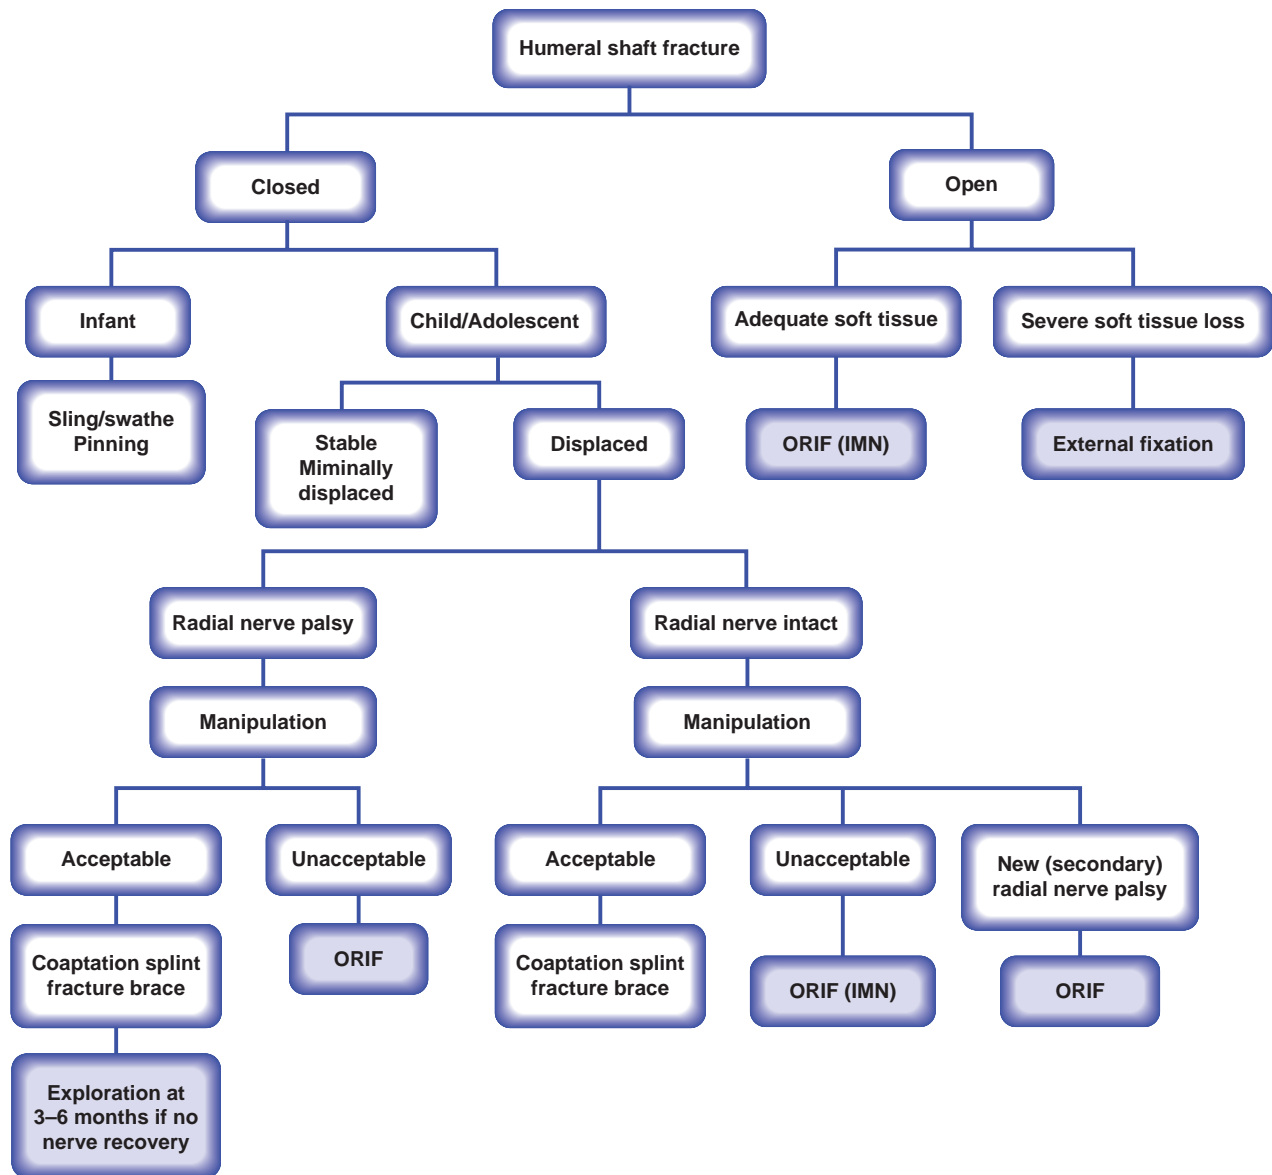 Humeral shaft fracture
Closed
Open
Infant
Child/Adolescent
Adequate soft tissue
Severe soft tissue loss
Sling/swathe
Pinning
Stable
Miminally
displaced
Displaced
ORIF (IMN)
External fixation
Radial nerve palsy
Radial nerve intact
Manipulation
Manipulation
Acceptable
Unacceptable
Acceptable
Unacceptable
New (secondary)
radial nerve palsy
Coaptation splint
fracture brace
ORIF
Coaptation splint
fracture brace
ORIF (IMN)
ORIF
Exploration at
3–6 months if no
nerve recovery